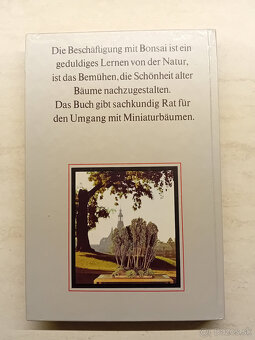 Die Beschäftigung mit Bonsai ist ein
geduldiges Lernen von der Natur,
ist das Bemühen, die Schönheit alter
Bäume nachzugestalten.
Das Buch gibt sachkundig Rat für
den Umgang mit Miniaturbäumen.